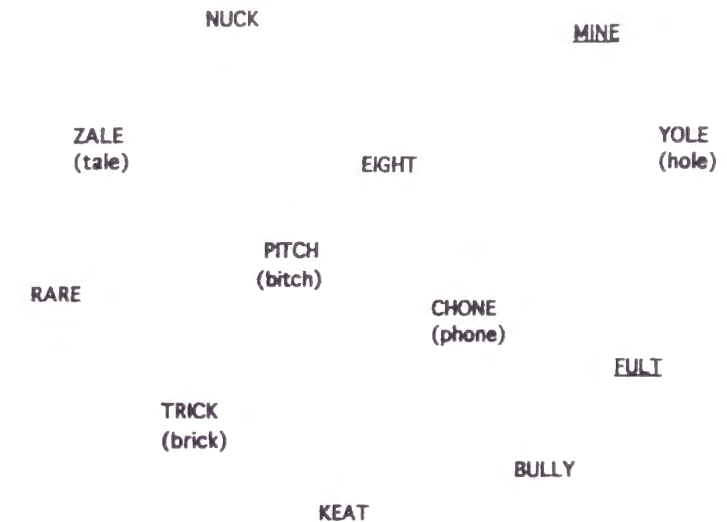 NUCK
MINE
ZALE
(tale)
EIGHT
YOLE
(hole)
PITCH
(bitch)
RARE
CHONE
(phone)
FULT
TRICK
(brick)
BULLY
KEAT